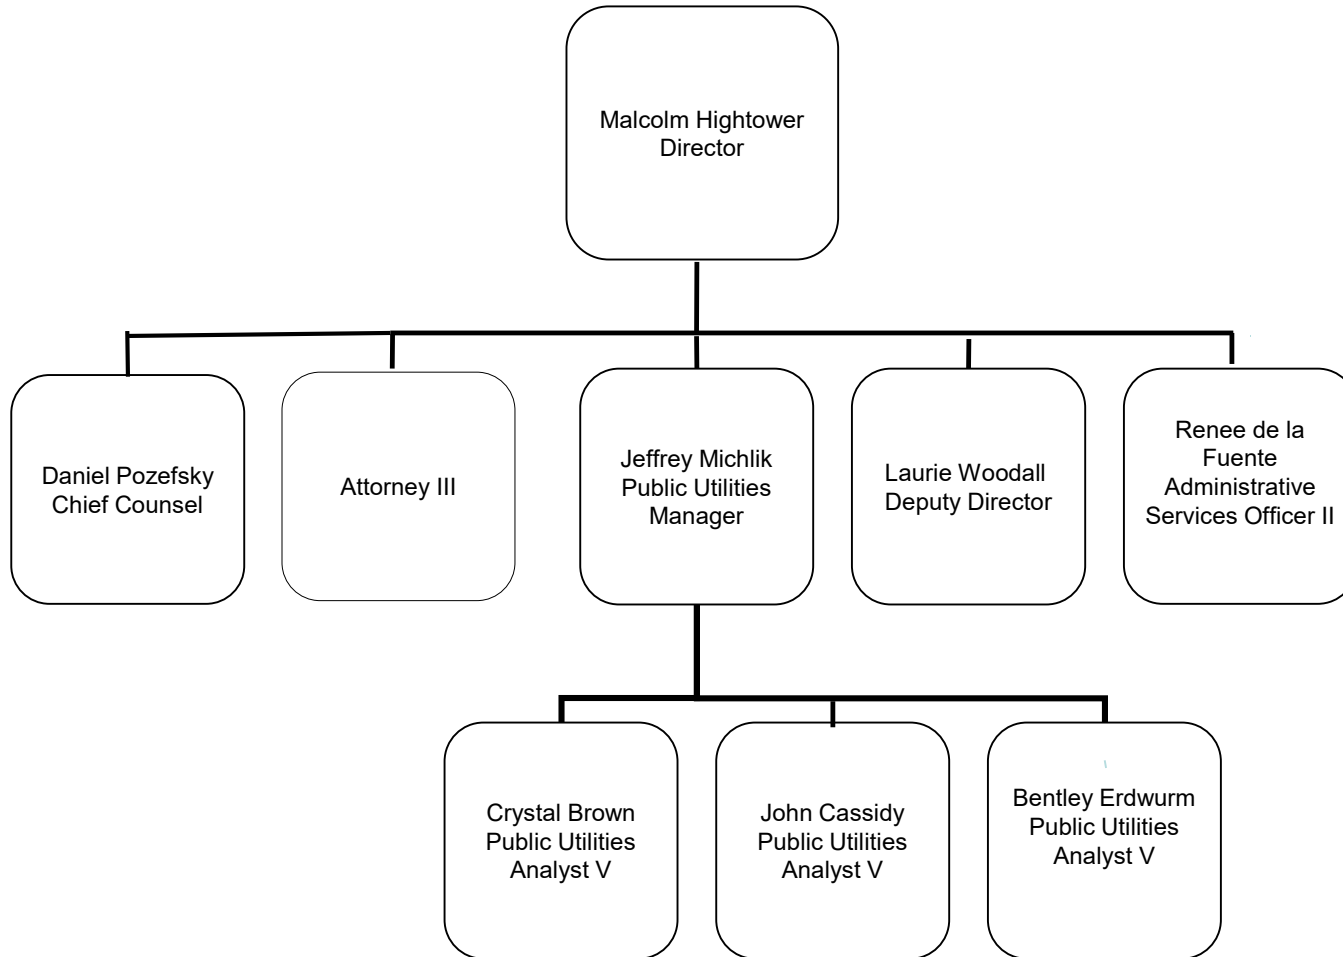 Malcolm Hightower
Director
Daniel Pozefsky
Chief Counsel
Attorney III
Jeffrey Michlik
Public Utilities
Manager
Laurie Woodall
Deputy Director
Renee de la
Fuente
Administrative
Services Officer II
Crystal Brown
Public Utilities
Analyst V
John Cassidy
Public Utilities
Analyst V
Bentley Erdwurm
Public Utilities
Analyst V